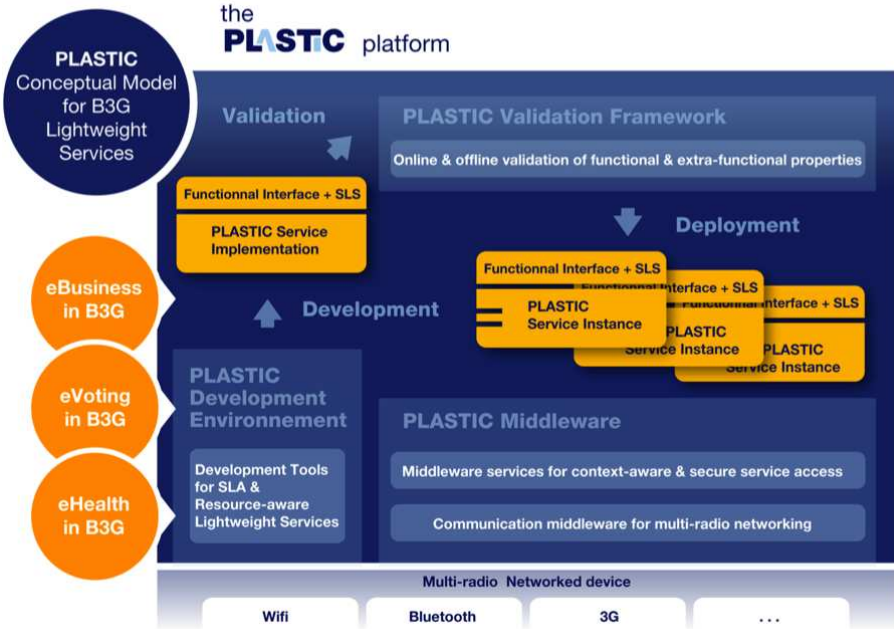 the
PLASTIC platform
PLASTIC
Conceptual Model
for B3G
Lightweight
Services
Validation
PLASTIC Validation Framework
Online & offline validation of functional & extra-functional properties
Functionnal Interface + SLS
PLASTIC Service
Implementation
Deployment
Functionnal Interface + SLS
PLASTIC
Service Instance
Functionnal Interface + SLS
PLASTIC
Service Instance
Functionnal Interface + SLS
PLASTIC
Service Instance
eBusiness
in B3G
Development
eVoting
in B3G
eHealth
in B3G
PLASTIC
Development
Environnement
Development Tools
for SLA &
Resource-aware
Lightweight Services
PLASTIC Middleware
Middleware services for context-aware & secure service access
Communication middleware for multi-radio networking
Multi-radio Networked device
Wifi
Bluetooth
3G
...